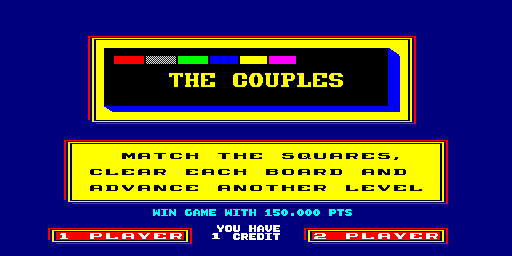 THE COUPLES
MATCH THE SQUARES,
CLEAR EACH BOARD AND
ADVANCE ANOTHER LEVEL
WIN GAME WITH 150.000 PTS
1 PLAYER
YOU HAVE
1 CREDIT
2 PLAYER